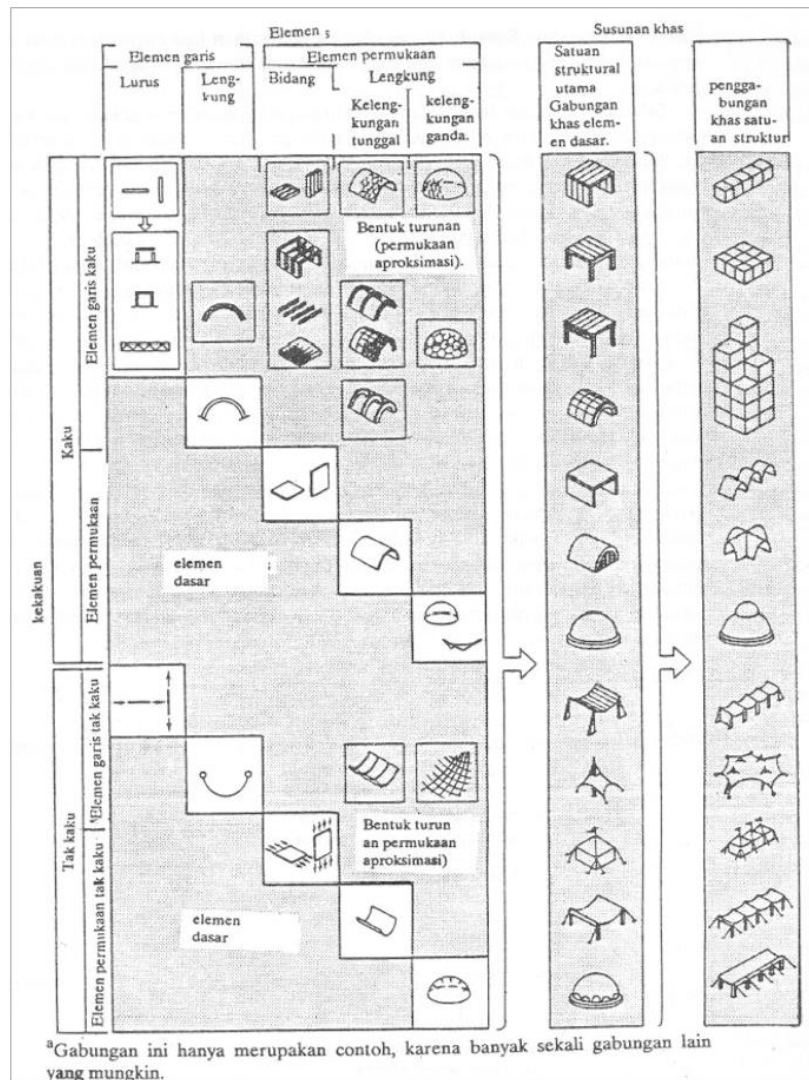 Elemen s
Susunan khas
Elemen garis
Elemen permukaan
Lurus
Leng-
kung
Bidang
Lengkung
Keleng-
kungan
tunggal
keleng-
kungan
ganda.
Satuan
struktural
utama
Gabungan
khas elem-
en dasar.
pengga-
bungan
khas satu-
an struktur
kekakuan
Kaku
Elemen garis kaku
Bentuk turunan
(permukaan
aproksimasi).
Elemen permukaan
elemen
dasar
Tak kaku
Elemen garis tak kaku
Bentuk turun
an permukaan
aproksimasi)
Elemen permukaan tak kaku
elemen
dasar
aGabungan ini hanya merupakan contoh, karena banyak sekali gabungan lain
yang mungkin.